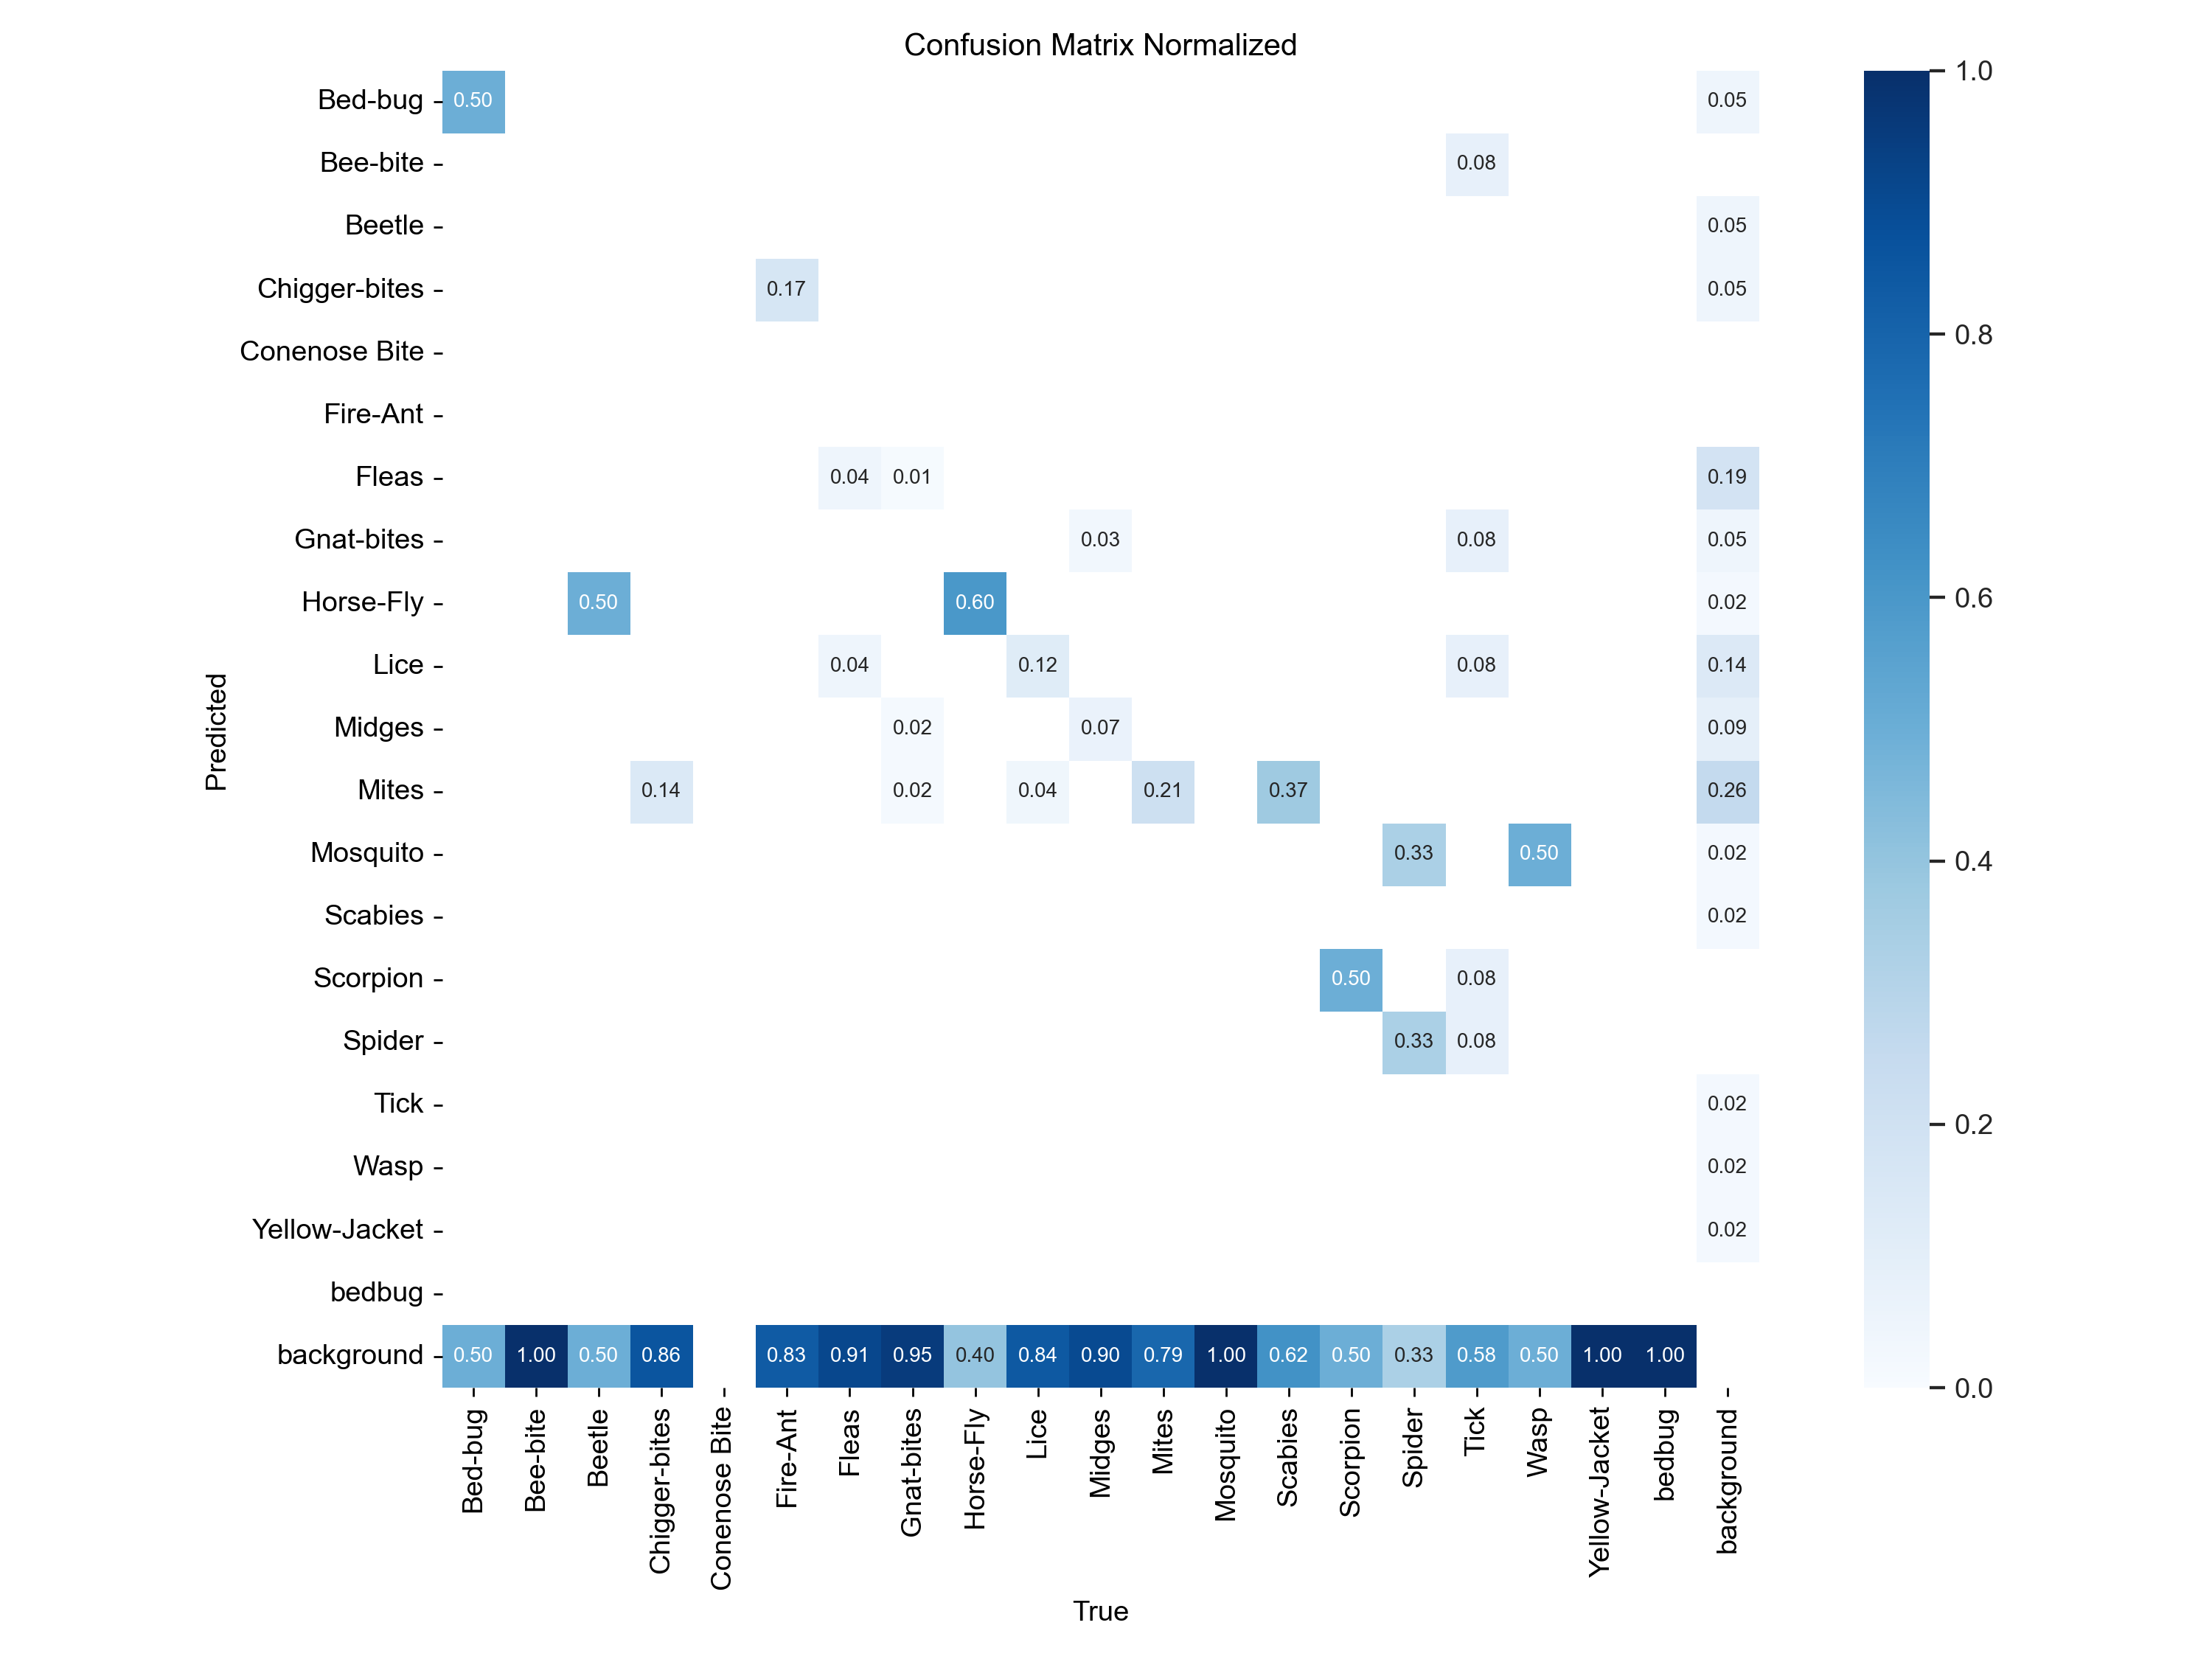 Confusion Matrix Normalized
Bed-bug 0.50 0.05 1.0
Bee-bite 0.08
Beetle 0.05
Chigger-bites 0.17 0.05
0.8
Conenose Bite
Fire-Ant
Fleas 0.04 0.01 0.19
Gnat-bites 0.03 0.08 0.05
Horse-Fly 0.50 0.60 0.02 0.6
Lice 0.04 0.12 0.08 0.14
Midges 0.02 0.07 0.09
Predicted
Mites 0.14 0.02 0.04 0.21 0.37 0.26
Mosquito 0.33 0.50 0.02 0.4
Scabies 0.02
Scorpion 0.50 0.08
Spider 0.33 0.08
Tick 0.02 0.2
Wasp 0.02
Yellow-Jacket 0.02
bedbug
background 0.50 1.00 0.50 0.86 0.83 0.91 0.95 0.40 0.84 0.90 0.79 1.00 0.62 0.50 0.33 0.58 0.50 1.00 1.00
0.0
Bed-bug
Bee-bite
Beetle
Chigger-bites
Conenose Bite
Fire-Ant
Fleas
Gnat-bites
Horse-Fly
Lice
Midges
Mites
Mosquito
Scabies
Scorpion
Spider
Tick
Wasp
Yellow-Jacket
bedbug
background
True